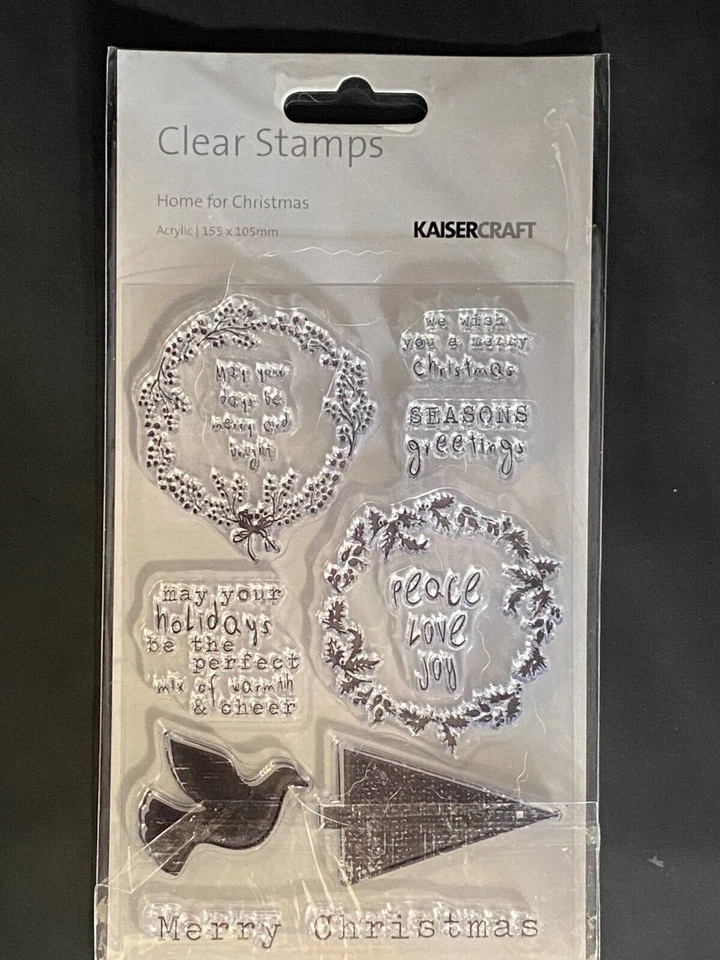 Clear Stamps
Home for Christmas
Acrylic | 155 x 105mm
KAISERCRAFT
May your
days be
merry and
bright
we wish
you a merry
Christmas
SEASONS
greetings
peace
LOVE
joy
may your
holidays
be the
perfect
mix of warmth
& cheer
Merry Christmas